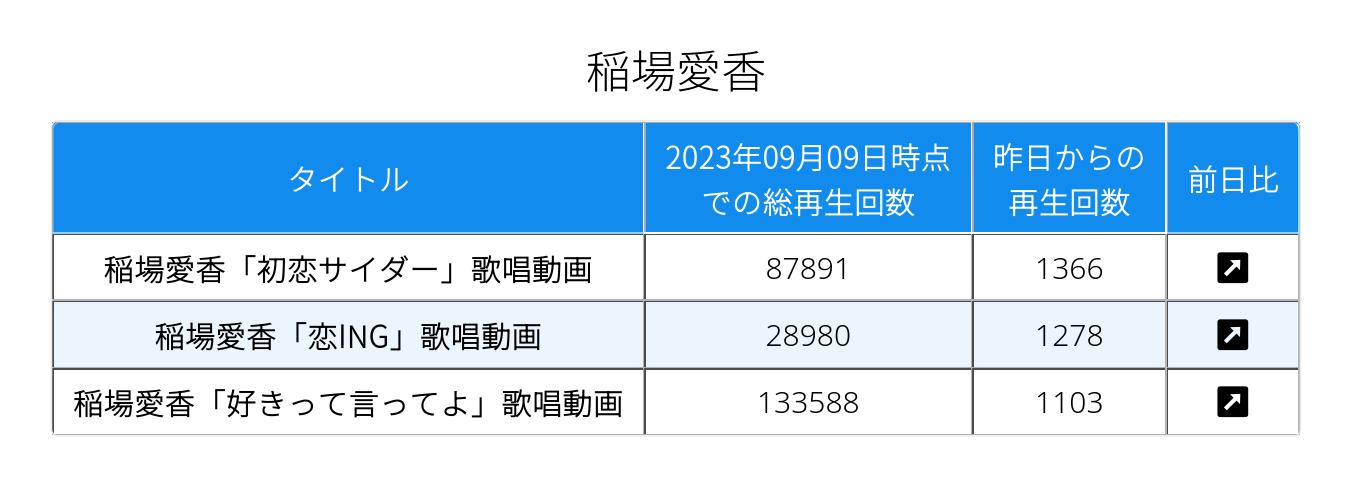 稲場愛香
タイトル
2023年09月09日時点
での総再生回数
昨日からの
再生回数
前日比
稲場愛香「初恋サイダー」歌唱動画
87891
1366
稲場愛香「恋ING」歌唱動画
28980
1278
稲場愛香「好きって言ってよ」歌唱動画
133588
1103